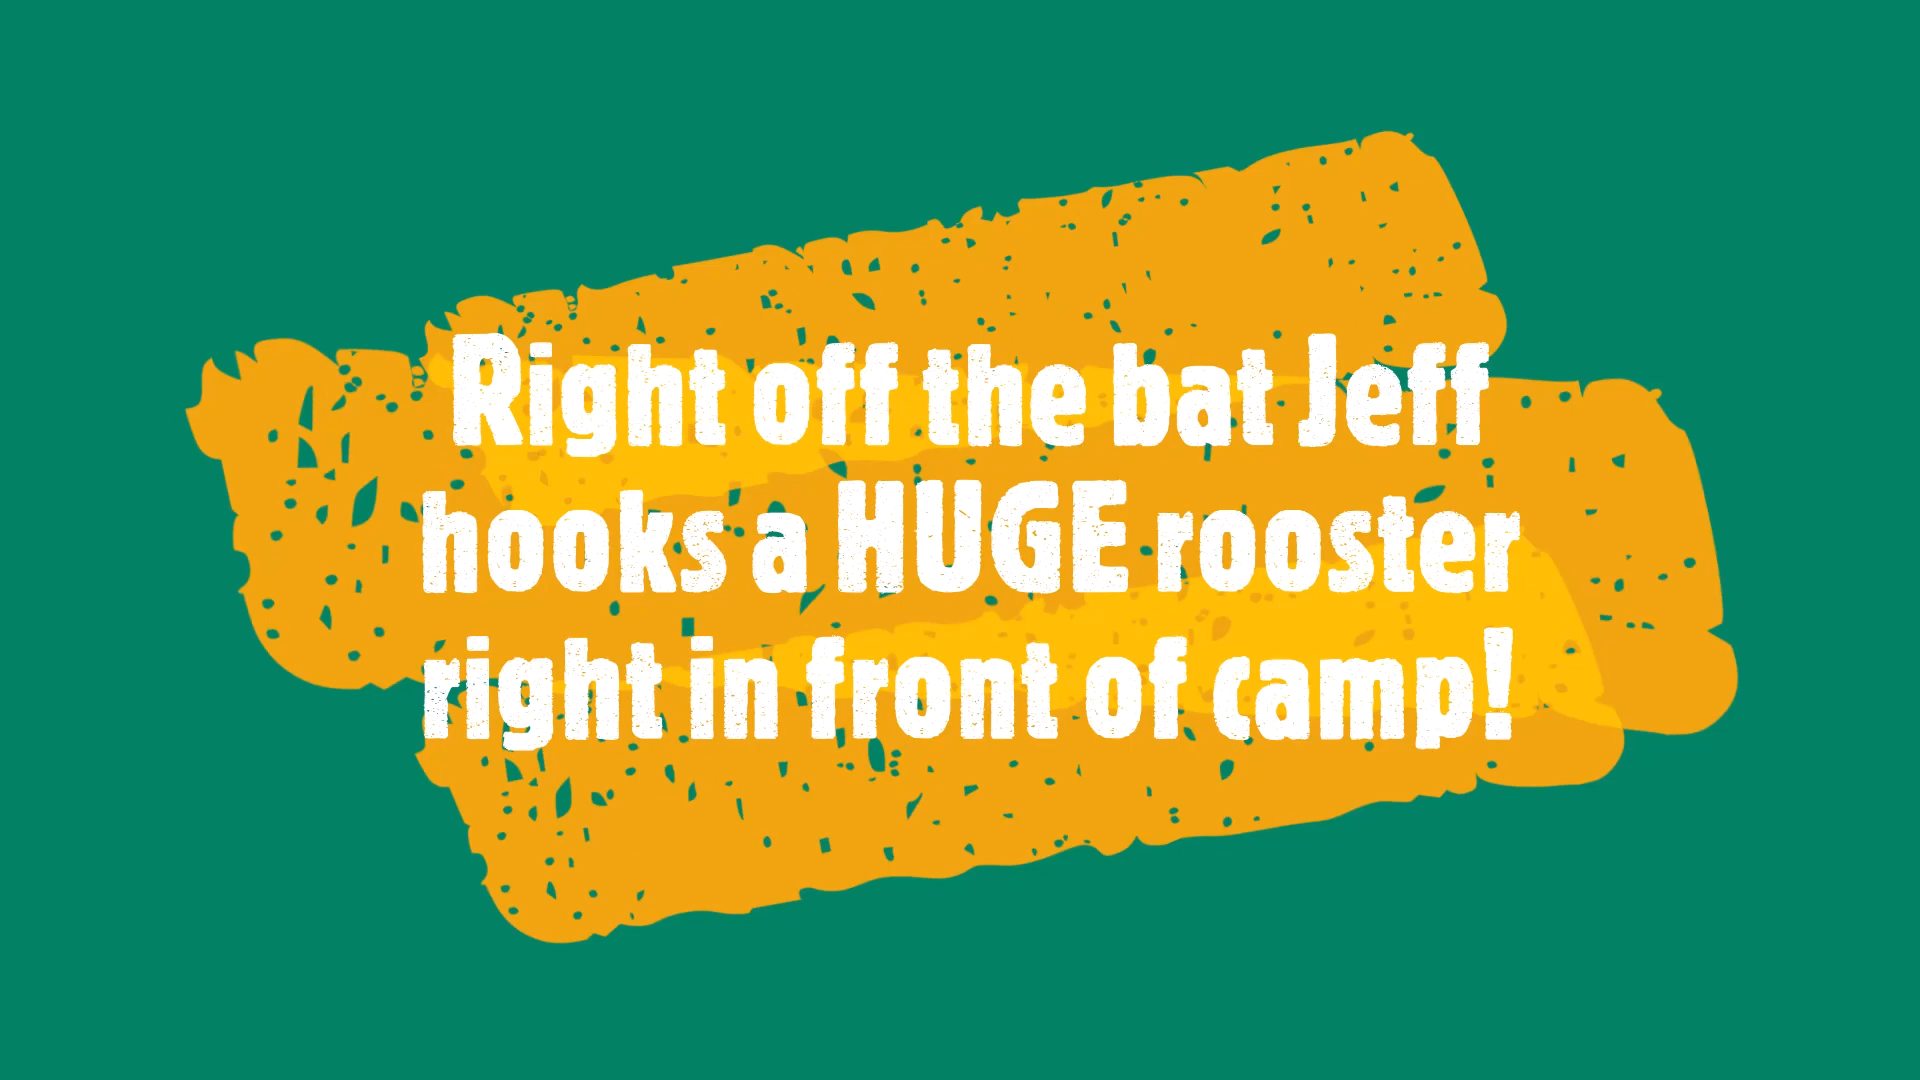 Right off the bat Jeff
hooks a HUGE rooster
right in front of camp!